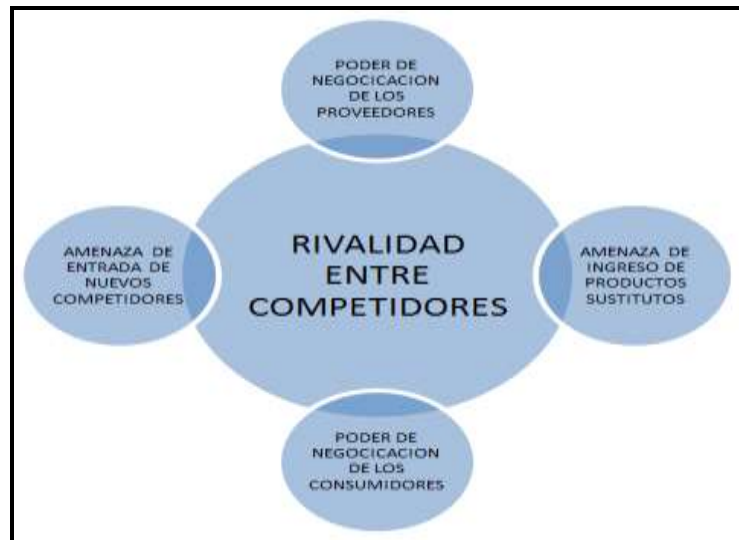 PODER DE
NEGOCICACION
DE LOS
PROVEEDORES
AMENAZA DE
ENTRADA DE
NUEVOS
COMPETIDORES
RIVALIDAD
ENTRE
COMPETIDORES
AMENAZA DE
INGRESO DE
PRODUCTOS
SUSTITUTOS
PODER DE
NEGOCICACION
DE LOS
CONSUMIDORES